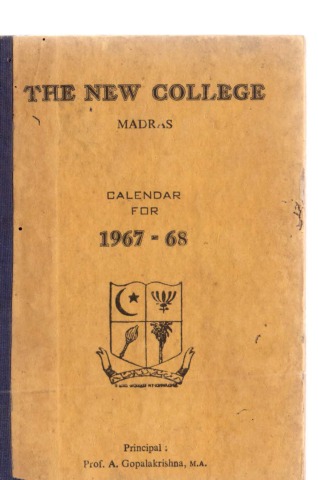 THE NEW COLLEGE
MADRAS
CALENDAR
FOR
1967 - 68
Principal :
Prof. A. Gopalakrishna, M.A.